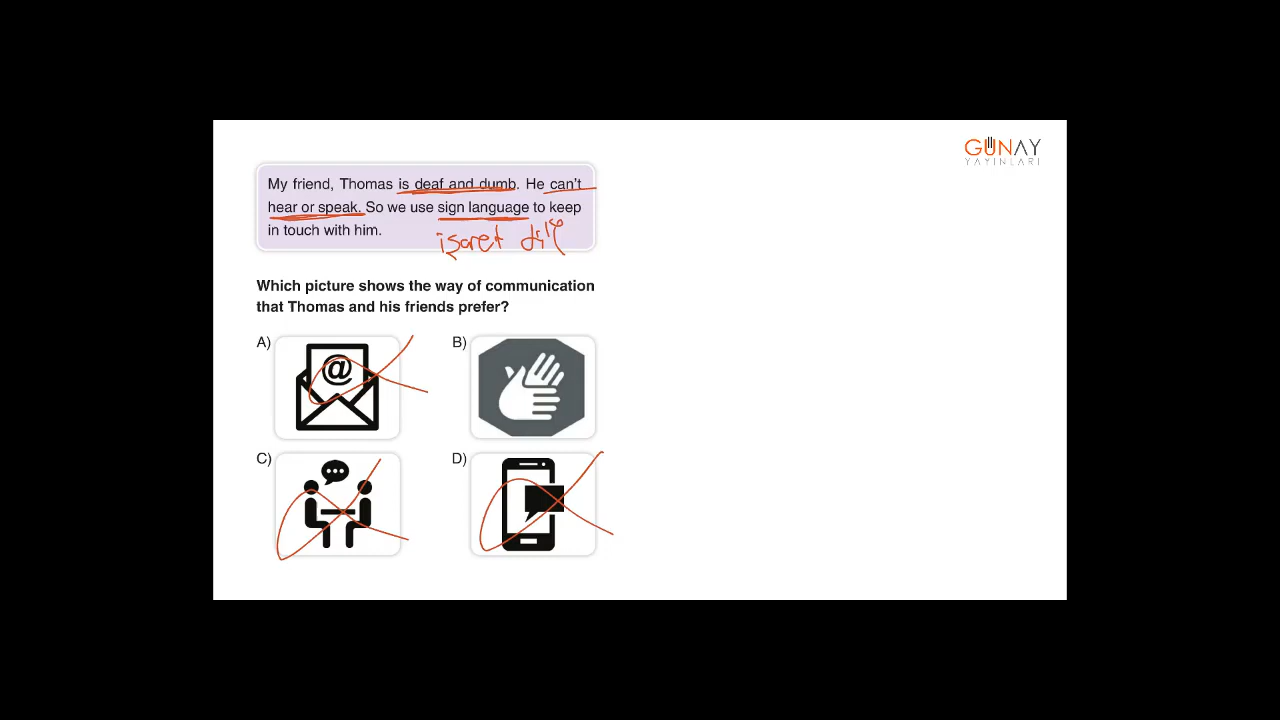 GÜNAY
YAYINLARI
My friend, Thomas is deaf and dumb. He can't
hear or speak. So we use sign language to keep
in touch with him.
işaret dili
Which picture shows the way of communication
that Thomas and his friends prefer?
A)
@
B)
C)
D)